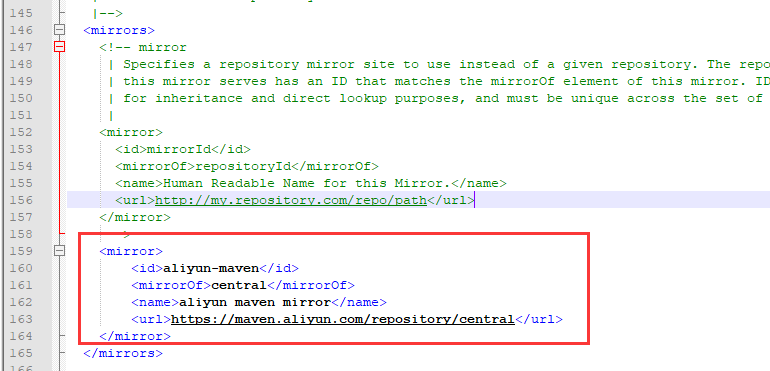 145 |-->
146 <mirrors>
147 <!-- mirror
148 | Specifies a repository mirror site to use instead of a given repository. The repo
149 | this mirror serves has an ID that matches the mirrorOf element of this mirror. ID
150 | for inheritance and direct lookup purposes, and must be unique across the set of
151 |
152 <mirror>
153 <id>mirrorId</id>
154 <mirrorOf>repositoryId</mirrorOf>
155 <name>Human Readable Name for this Mirror.</name>
156 <url>http://my.repository.com/repo/path</url>
157 </mirror>
158
159 <mirror>
160 <id>aliyun-maven</id>
161 <mirrorOf>central</mirrorOf>
162 <name>aliyun maven mirror</name>
163 <url>https://maven.aliyun.com/repository/central</url>
164 </mirror>
165 </mirrors>